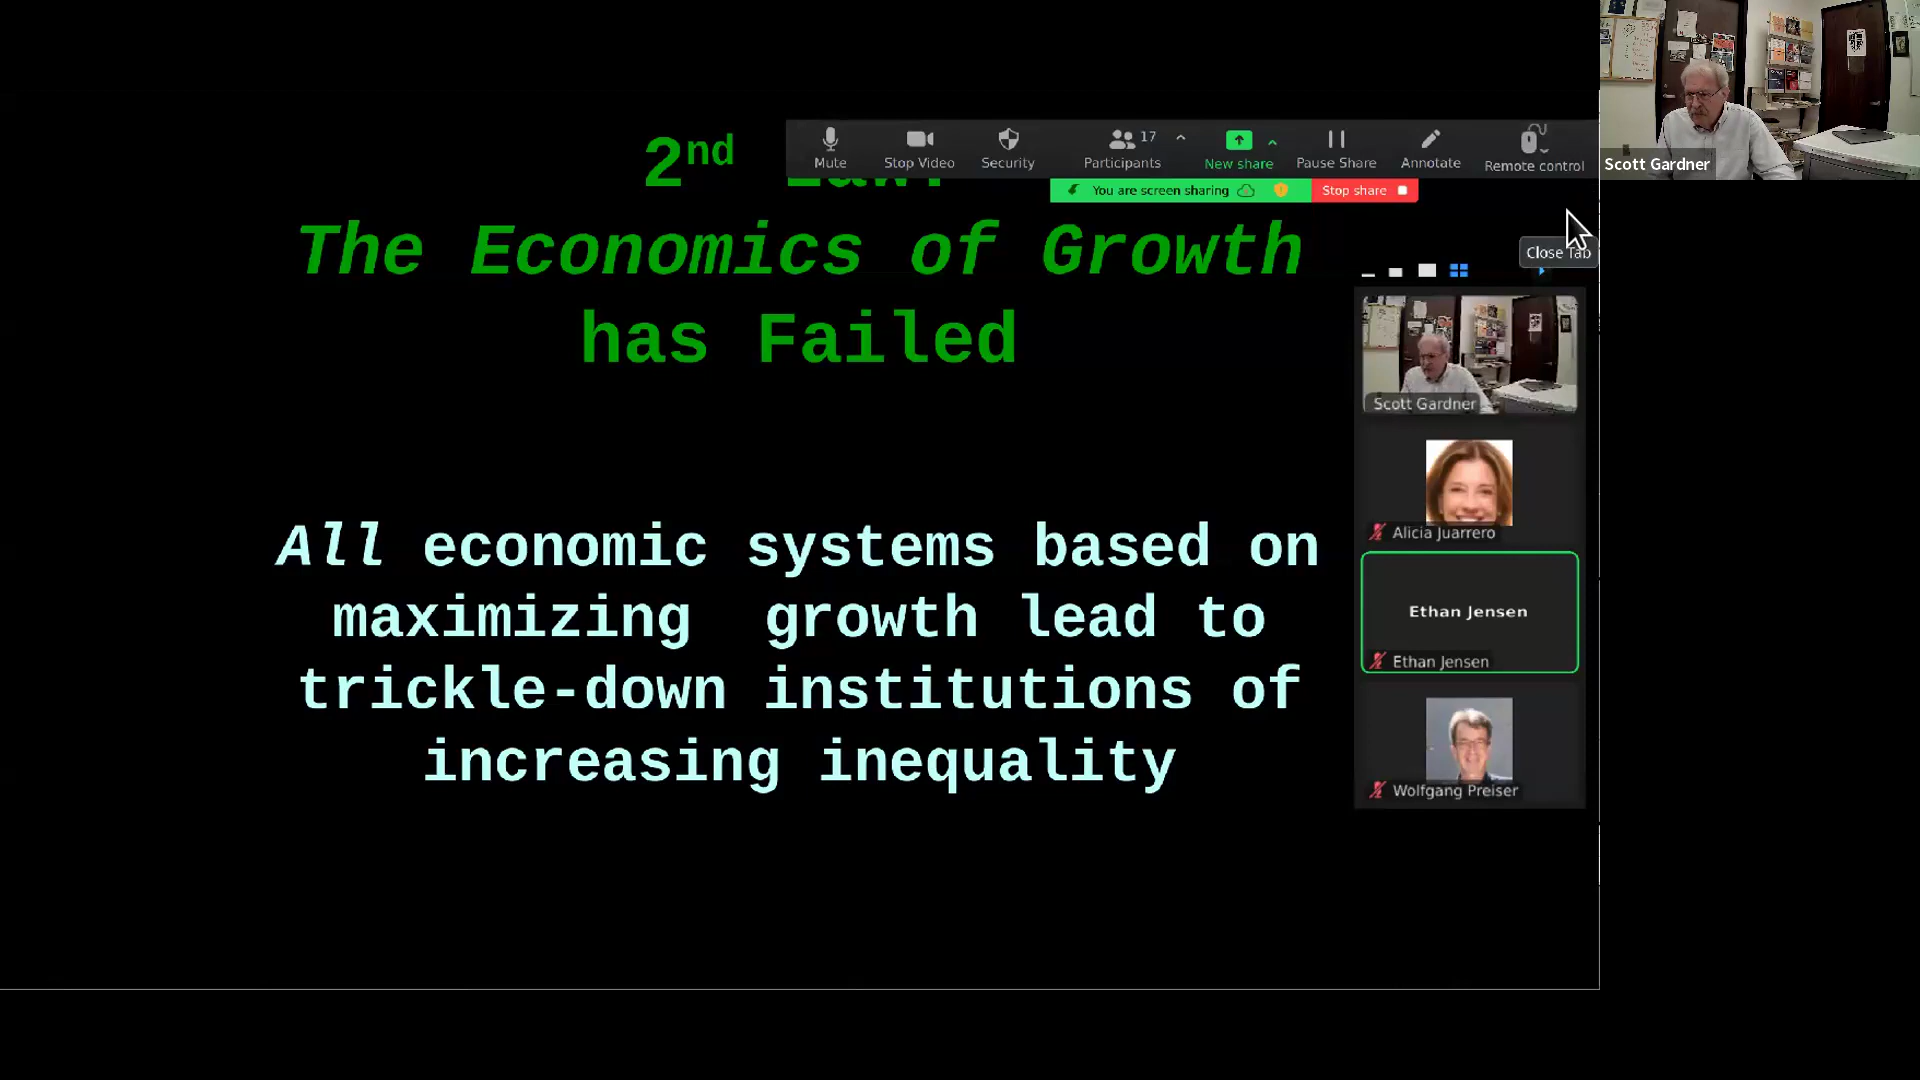 2nd Law:
The Economics of Growth
has Failed
All economic systems based on
maximizing growth lead to
trickle-down institutions of
increasing inequality
Mute
Stop Video
Security
17
Participants
New share
Pause Share
Annotate
Remote control
You are screen sharing
Stop share
Close Tab
Scott Gardner
Alicia Juarrero
Ethan Jensen
Ethan Jensen
Wolfgang Preiser
Scott Gardner